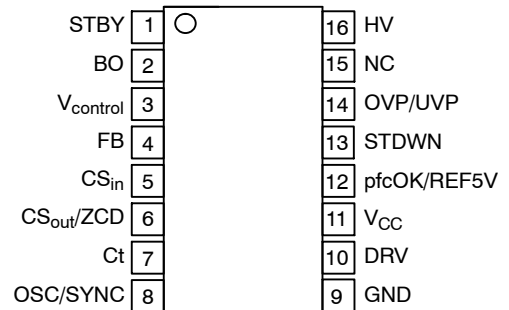 STBY 1 16 HV
BO 2 15 NC
Vcontrol 3 14 OVP/UVP
FB 4 13 STDWN
CSin 5 12 pfcOK/REF5V
CSout/ZCD 6 11 VCC
Ct 7 10 DRV
OSC/SYNC 8 9 GND